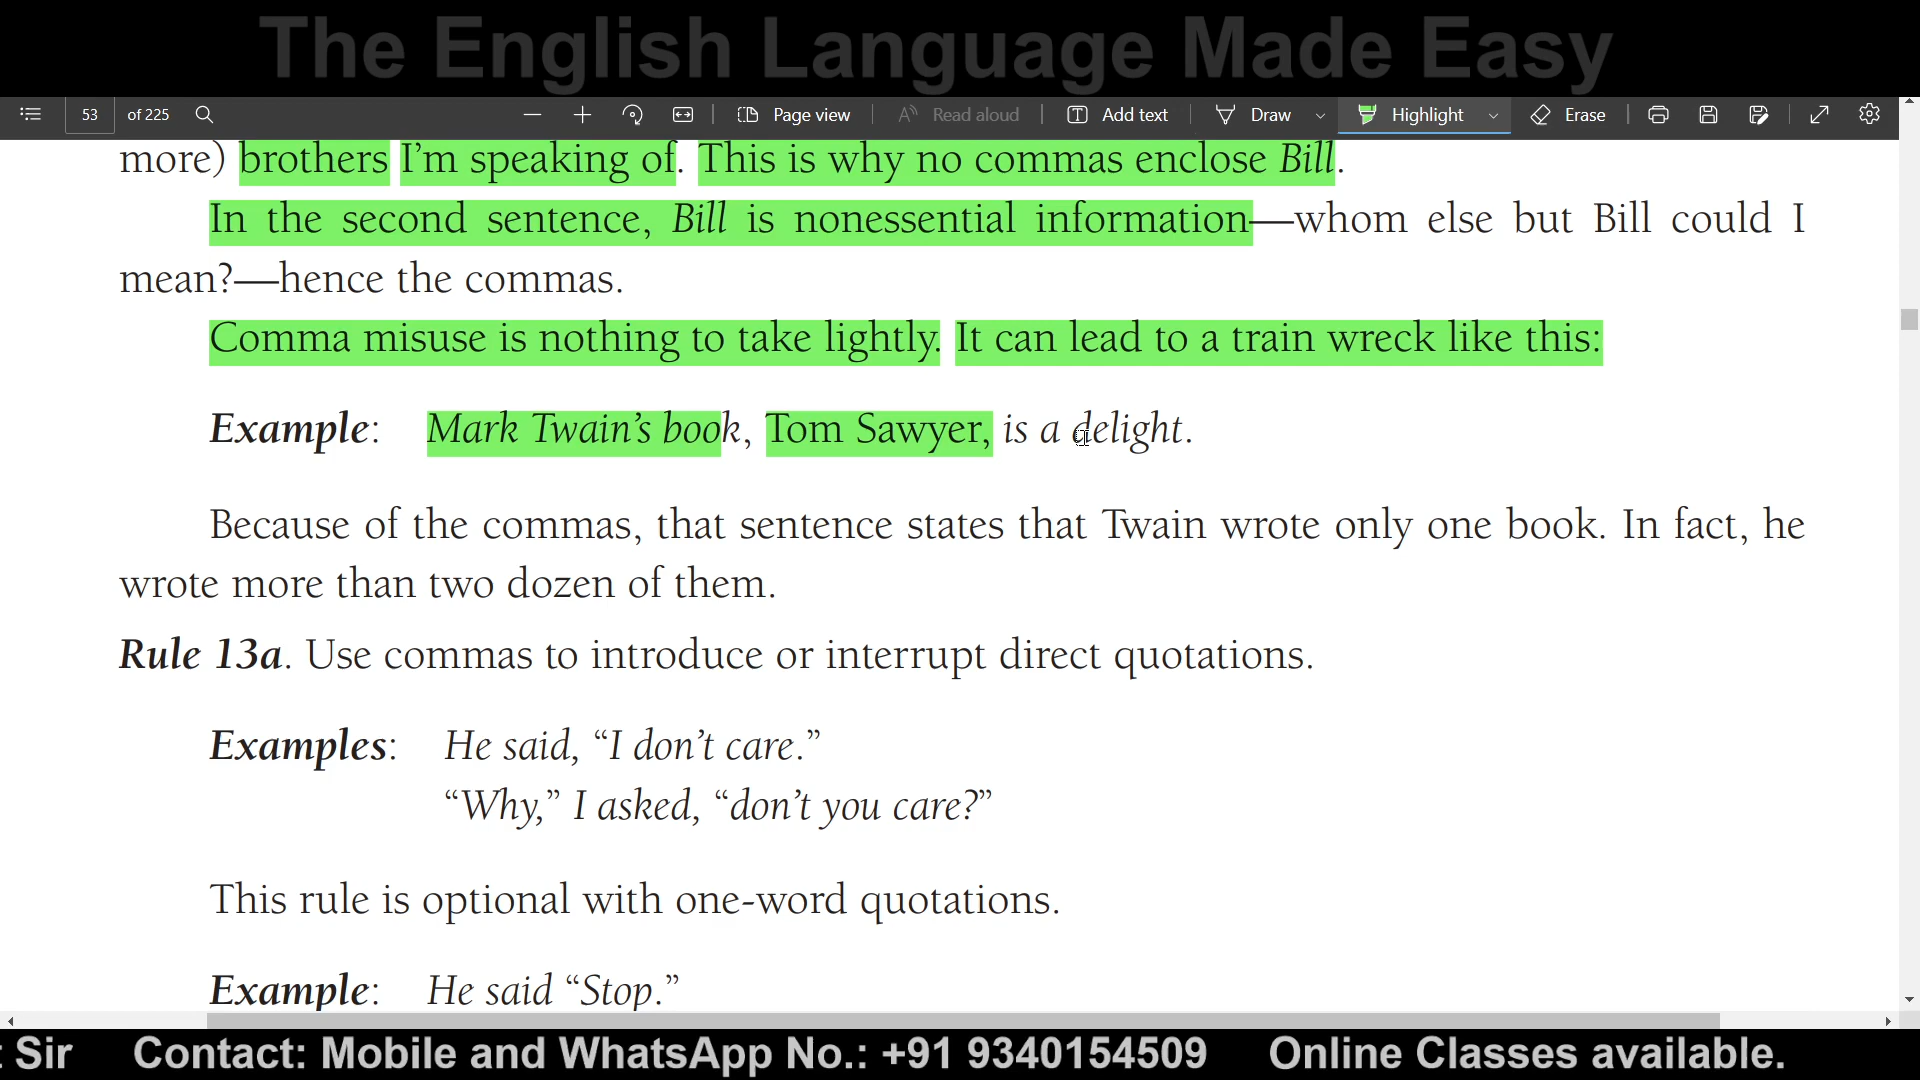 The English Language Made Easy
53 of 225 Page view Read aloud Add text Draw Highlight Erase
more) brothers I’m speaking of. This is why no commas enclose Bill.
In the second sentence, Bill is nonessential information—whom else but Bill could I
mean?—hence the commas.
Comma misuse is nothing to take lightly. It can lead to a train wreck like this:
Example: Mark Twain’s book, Tom Sawyer, is a delight.
Because of the commas, that sentence states that Twain wrote only one book. In fact, he
wrote more than two dozen of them.
Rule 13a. Use commas to introduce or interrupt direct quotations.
Examples: He said, “I don’t care.”
“Why,” I asked, “don’t you care?”
This rule is optional with one-word quotations.
Example: He said “Stop.”
Sir Contact: Mobile and WhatsApp No.: +91 9340154509 Online Classes available.